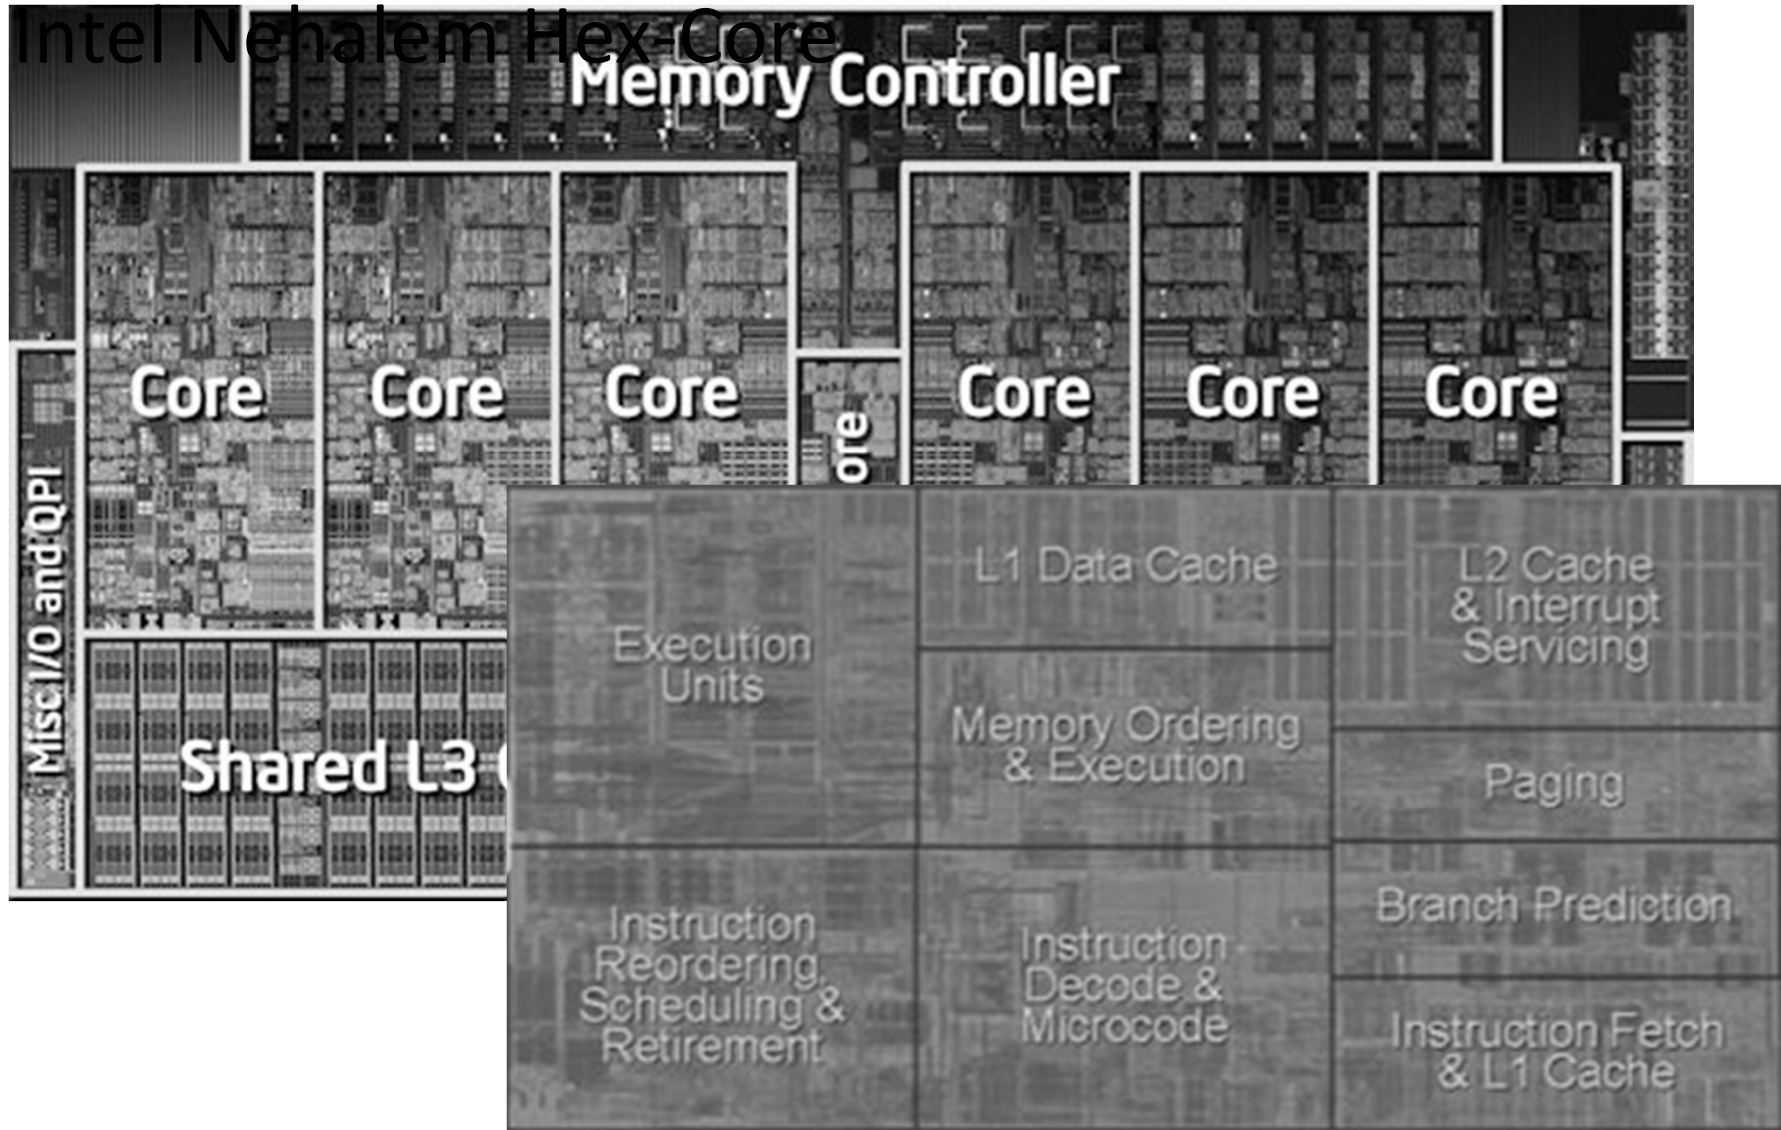 Intel Nehalem Hex-Core
Memory Controller
Core
Core
Core
Core
Core
Core
ore
Misc I/O and QPI
Shared L3
Execution
Units
L1 Data Cache
L2 Cache
& Interrupt
Servicing
Memory Ordering
& Execution
Paging
Branch Prediction
Instruction
Reordering,
Scheduling &
Retirement
Instruction
Decode &
Microcode
Instruction Fetch
& L1 Cache